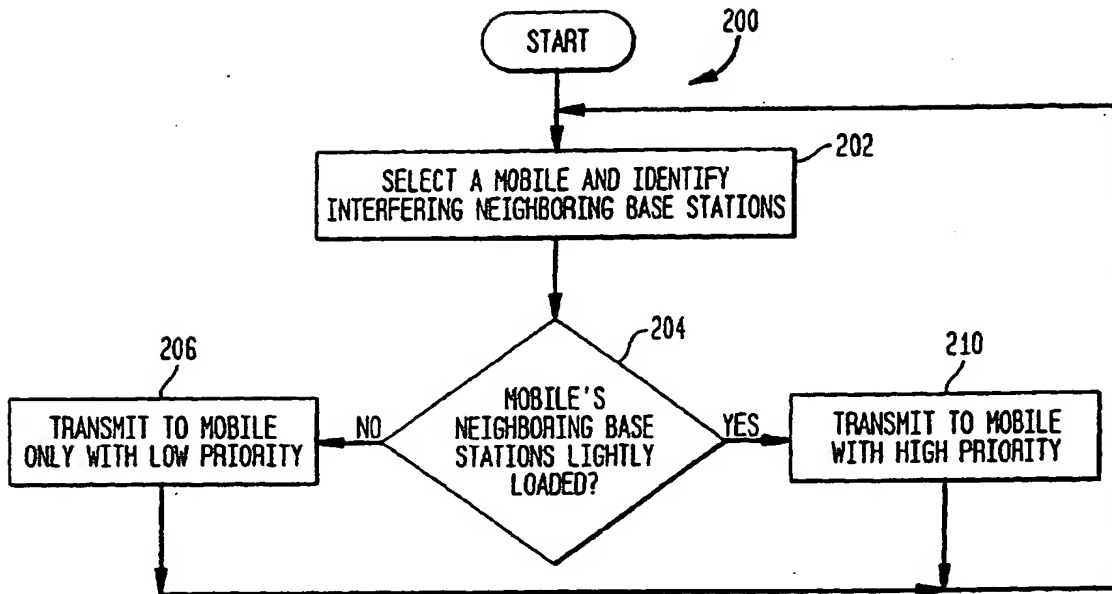 START
200
202
SELECT A MOBILE AND IDENTIFY
INTERFERING NEIGHBORING BASE STATIONS
204
206
210
MOBILE'S
NEIGHBORING BASE
STATIONS LIGHTLY
LOADED?
NO
YES
TRANSMIT TO MOBILE
ONLY WITH LOW PRIORITY
TRANSMIT TO MOBILE
WITH HIGH PRIORITY